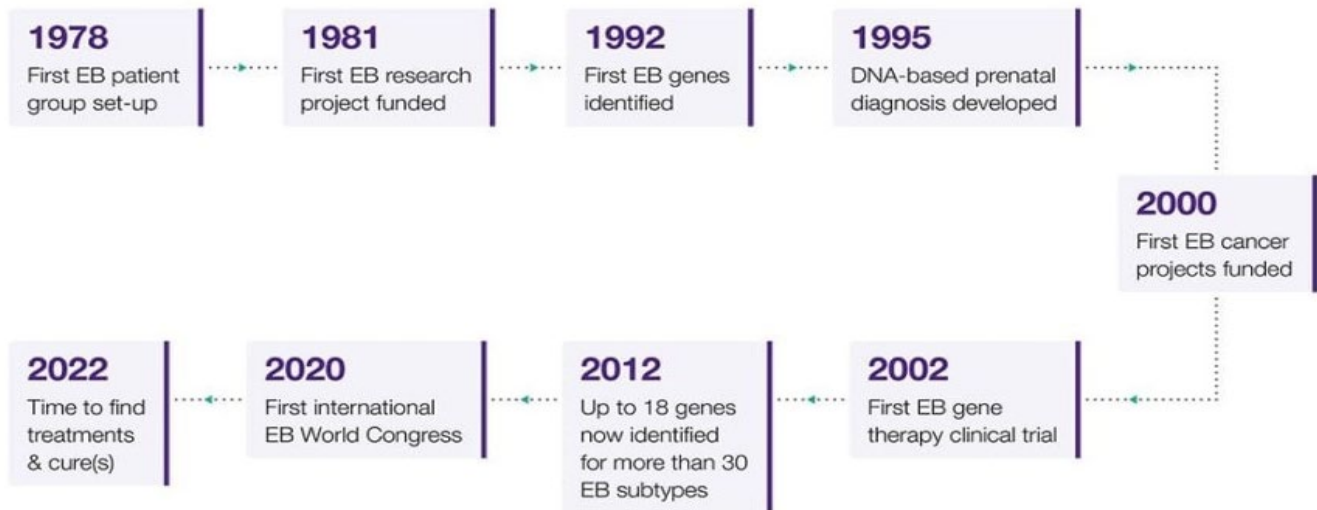 1978
First EB patient
group set-up
1981
First EB research
project funded
1992
First EB genes
identified
1995
DNA-based prenatal
diagnosis developed
2000
First EB cancer
projects funded
2002
First EB gene
therapy clinical trial
2012
Up to 18 genes
now identified
for more than 30
EB subtypes
2020
First international
EB World Congress
2022
Time to find
treatments
& cure(s)